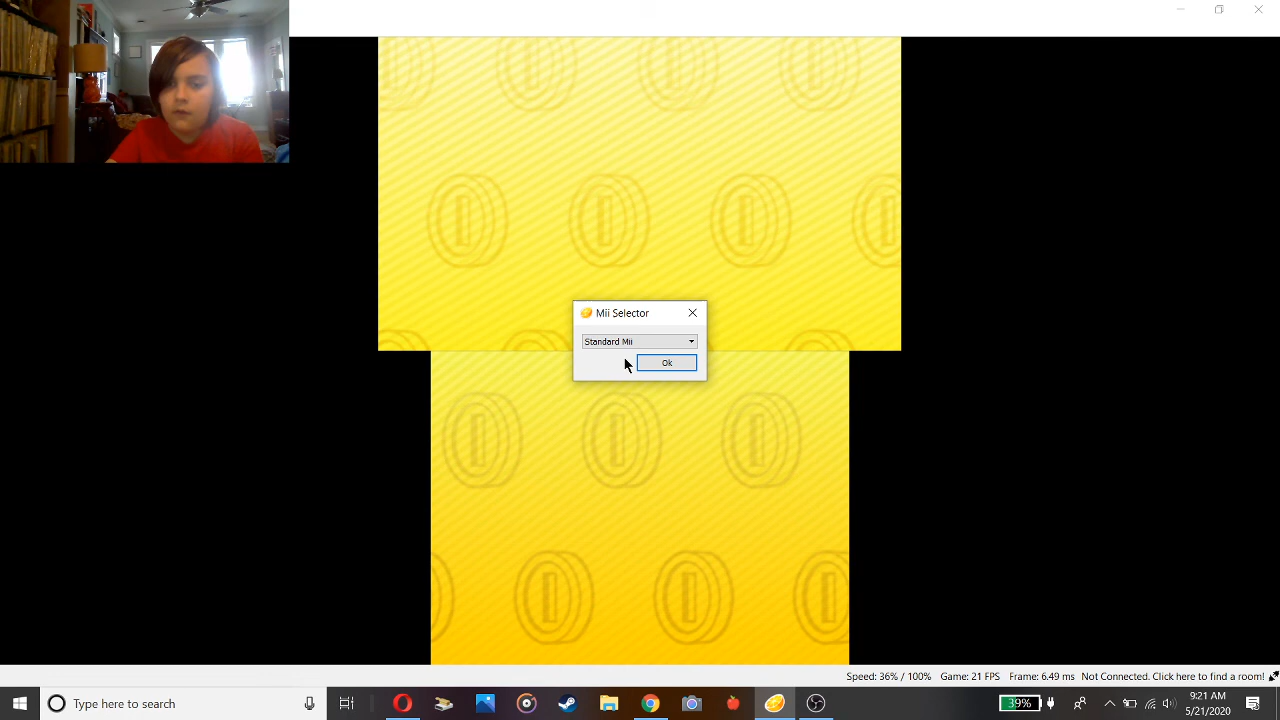 Mii Selector
Standard Mii
Ok
Speed: 36% / 100% Game: 21 FPS Frame: 6.49 ms Not Connected. Click here to find a room!
Type here to search
39%
9:21 AM
5/21/2020